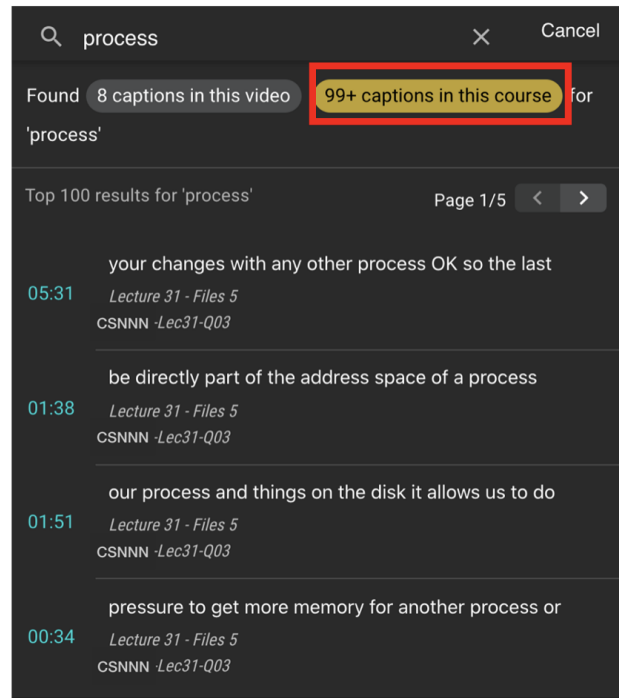 process Cancel
Found 8 captions in this video 99+ captions in this course for
'process'
Top 100 results for 'process' Page 1/5
your changes with any other process OK so the last
05:31 Lecture 31 - Files 5
CSNNN -Lec31-Q03
be directly part of the address space of a process
01:38 Lecture 31 - Files 5
CSNNN -Lec31-Q03
our process and things on the disk it allows us to do
01:51 Lecture 31 - Files 5
CSNNN -Lec31-Q03
pressure to get more memory for another process or
00:34 Lecture 31 - Files 5
CSNNN -Lec31-Q03